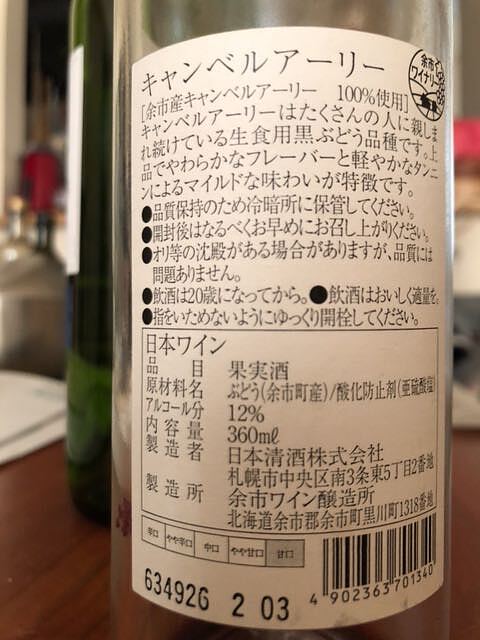 キャンベルアーリー
余市
ワイナリー
[余市産キャンベルアーリー 100%使用]
キャンベルアーリーはたくさんの人に親しま
れ続けている生食用黒ぶどう品種です。上
品でやわらかなフレーバーと軽やかなタンニ
ンによるマイルドな味わいが特徴です。
●品質保持のため冷暗所に保管してください。
●開封後はなるべくお早めにお召し上がりください。
●オリ等の沈殿がある場合がありますが、品質には
問題ありません。
●飲酒は20歳になってから。●飲酒はおいしく適量を。
●指をいためないようにゆっくり開栓してください。
日本ワイン
品目 果実酒
原材料名 ぶどう(余市町産)/酸化防止剤(亜硫酸塩)
アルコール分 12%
内容量 360mℓ
製造者 日本清酒株式会社
札幌市中央区南3条東5丁目2番地
製造所 余市ワイン醸造所
北海道余市郡余市町黒川町1318番地
辛口 やや辛口 中口 やや甘口 甘口
634926 2 03
4 902363 701340